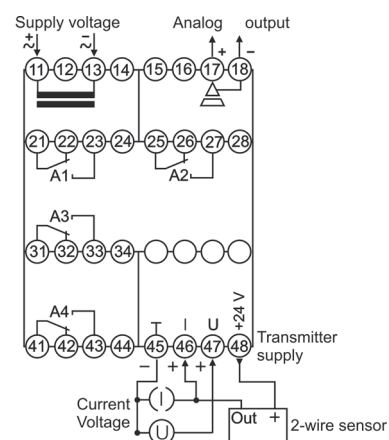 Supply voltage Analog output
+ ~ − ~ + −
11 12 13 14 15 16 17 18
21 22 23 24 25 26 27 28
A1 A2
A3
31 32 33 34
A4
⊥ I U +24 V
41 42 43 44 45 46 47 48
− + +
Transmitter
supply
Current
Voltage
I
U
Out +
2-wire sensor